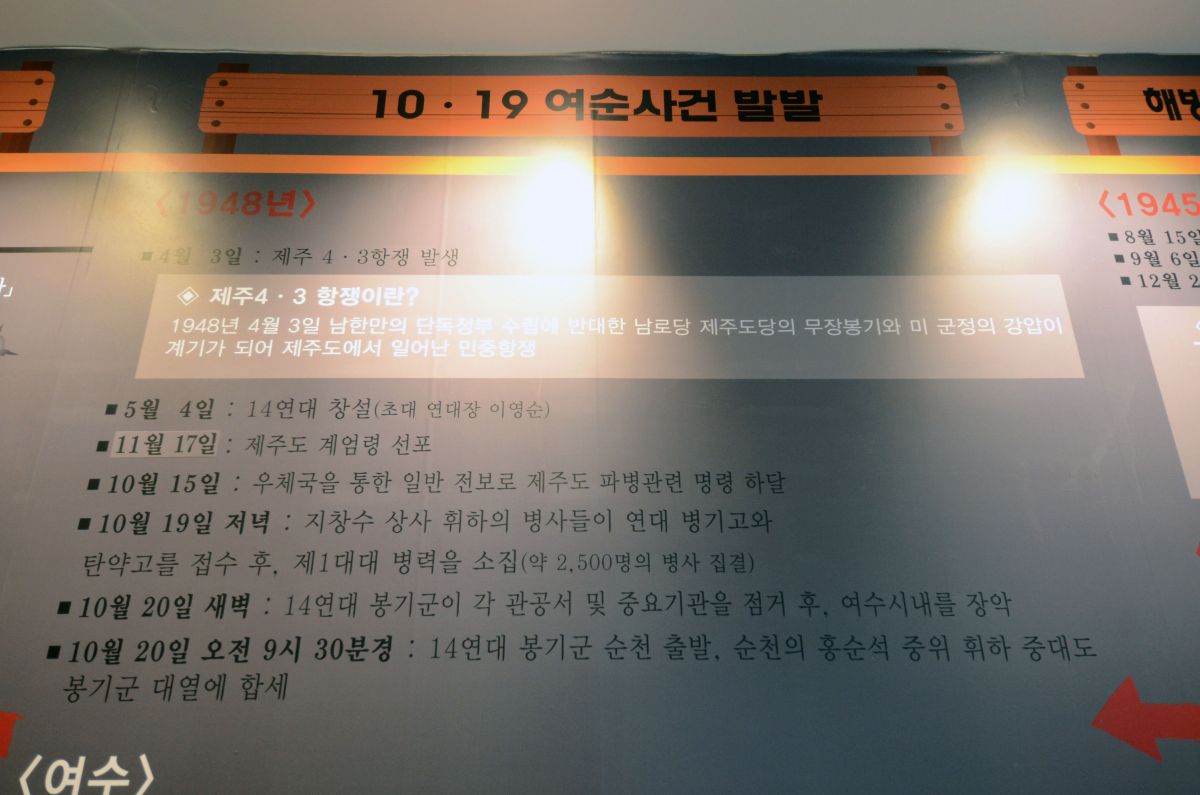 10 · 19 여순사건 발발
해방
〈1948년〉
■ 4월 3일 : 제주 4 · 3항쟁 발생
◈ 제주4 · 3 항쟁이란?
1948년 4월 3일 남한만의 단독정부 수립에 반대한 남로당 제주도당의 무장봉기와 미 군정의 강압이
계기가 되어 제주도에서 일어난 민중항쟁
■ 5월 4일 : 14연대 창설(초대 연대장 이영순)
■ 11월 17일 : 제주도 계엄령 선포
■ 10월 15일 : 우체국을 통한 일반 전보로 제주도 파병관련 명령 하달
■ 10월 19일 저녁 : 지창수 상사 휘하의 병사들이 연대 병기고와
탄약고를 접수 후, 제1대대 병력을 소집(약 2,500명의 병사 집결)
■ 10월 20일 새벽 : 14연대 봉기군이 각 관공서 및 중요기관을 점거 후, 여수시내를 장악
■ 10월 20일 오전 9시 30분경 : 14연대 봉기군 순천 출발, 순천의 홍순석 중위 휘하 중대도
봉기군 대열에 합세
〈여수〉
〈1945
■ 8월 15일
■ 9월 6일
■ 12월 2